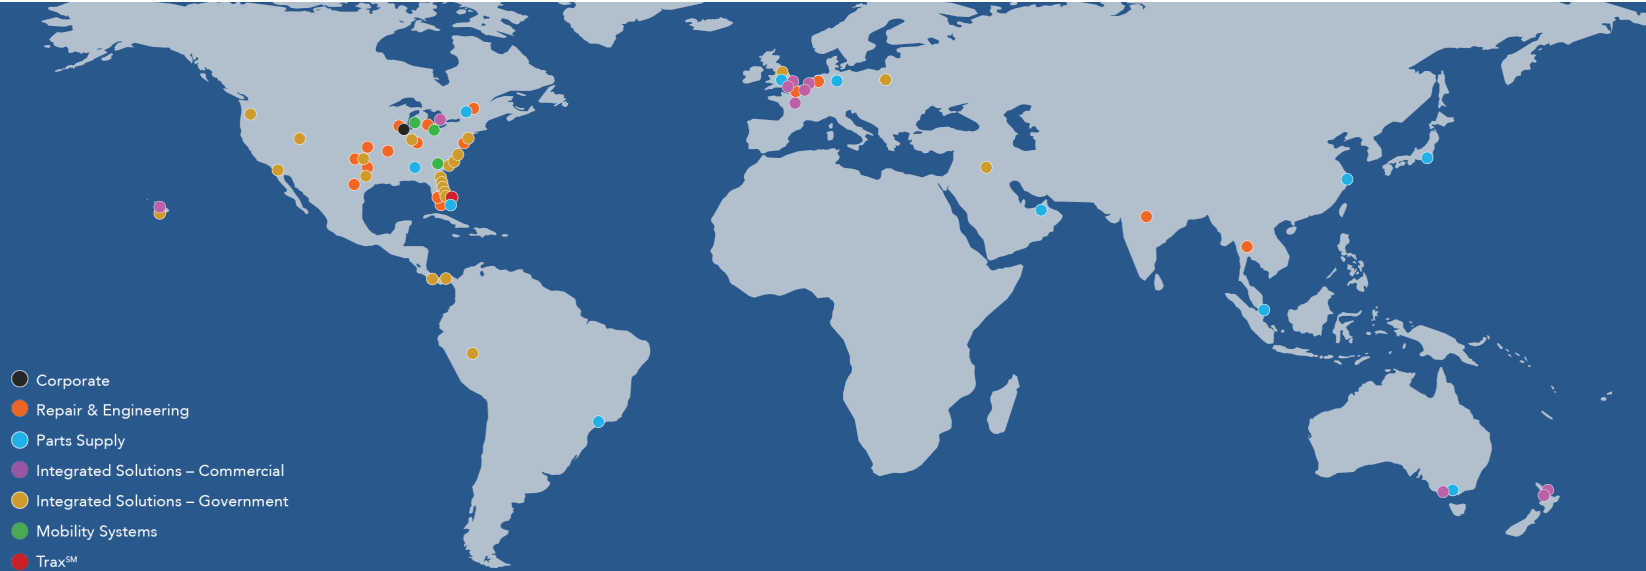 Corporate
Repair & Engineering
Parts Supply
Integrated Solutions – Commercial
Integrated Solutions – Government
Mobility Systems
Trax℠